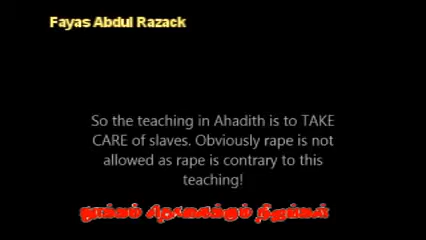 Fayas Abdul Razack
So the teaching in Ahadith is to TAKE
CARE of slaves. Obviously rape is not
allowed as rape is contrary to this
teaching!